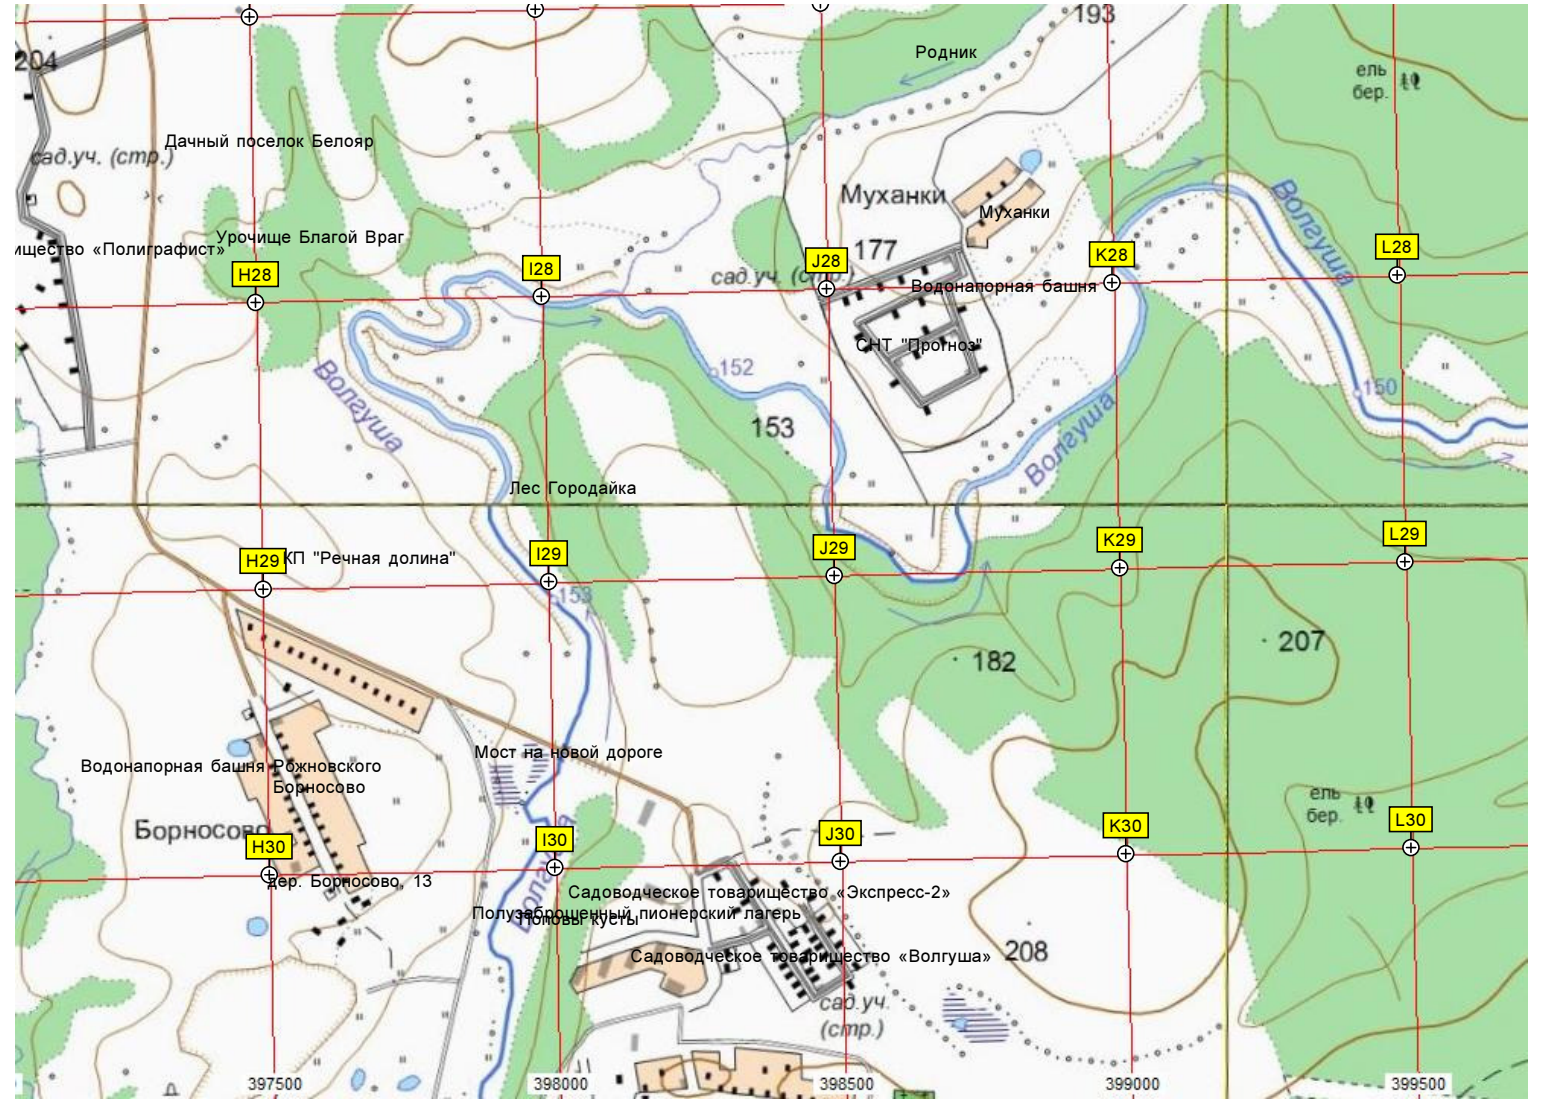 193
Родник
204
ель
бер.
Дачный поселок Белояр
сад.уч. (стр.)
Муханки
Муханки
Волгуша
Урочище Благой Враг
ищество «Полиграфист»
177
H28
I28
J28
K28
L28
сад.уч. (стр.)
Водонапорная башня
СНТ "Прогноз"
152
150
Волгуша
153
Волгуша
Лес Городайка
H29
КП "Речная долина"
I29
J29
K29
L29
153
182
207
Мост на новой дороге
Водонапорная башня Рожновского
Борносово
ель
бер.
Борносово
H30
I30
J30
K30
L30
Волгуша
дер. Борносово, 13
Садоводческое товарищество «Экспресс-2»
Полузаброшенный пионерский лагерь
Поповы кусты
Садоводческое товарищество «Волгуша»
208
сад.уч.
(стр.)
397500
398000
398500
399000
399500